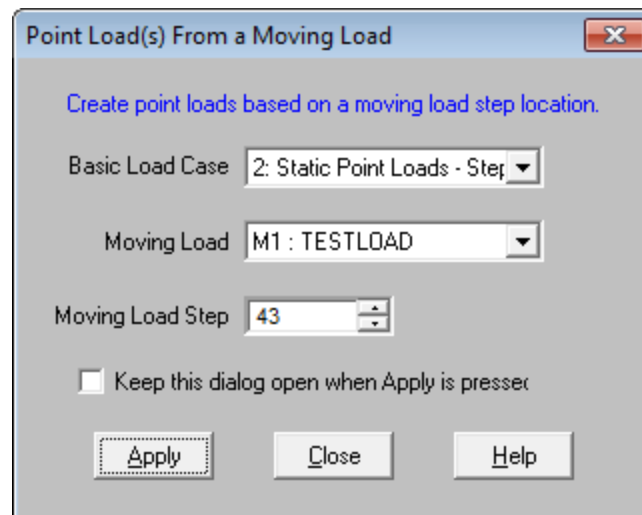 Point Load(s) From a Moving Load
Create point loads based on a moving load step location.
Basic Load Case 2: Static Point Loads - Step
Moving Load M1 : TESTLOAD
Moving Load Step 43
Keep this dialog open when Apply is pressed
Apply Close Help